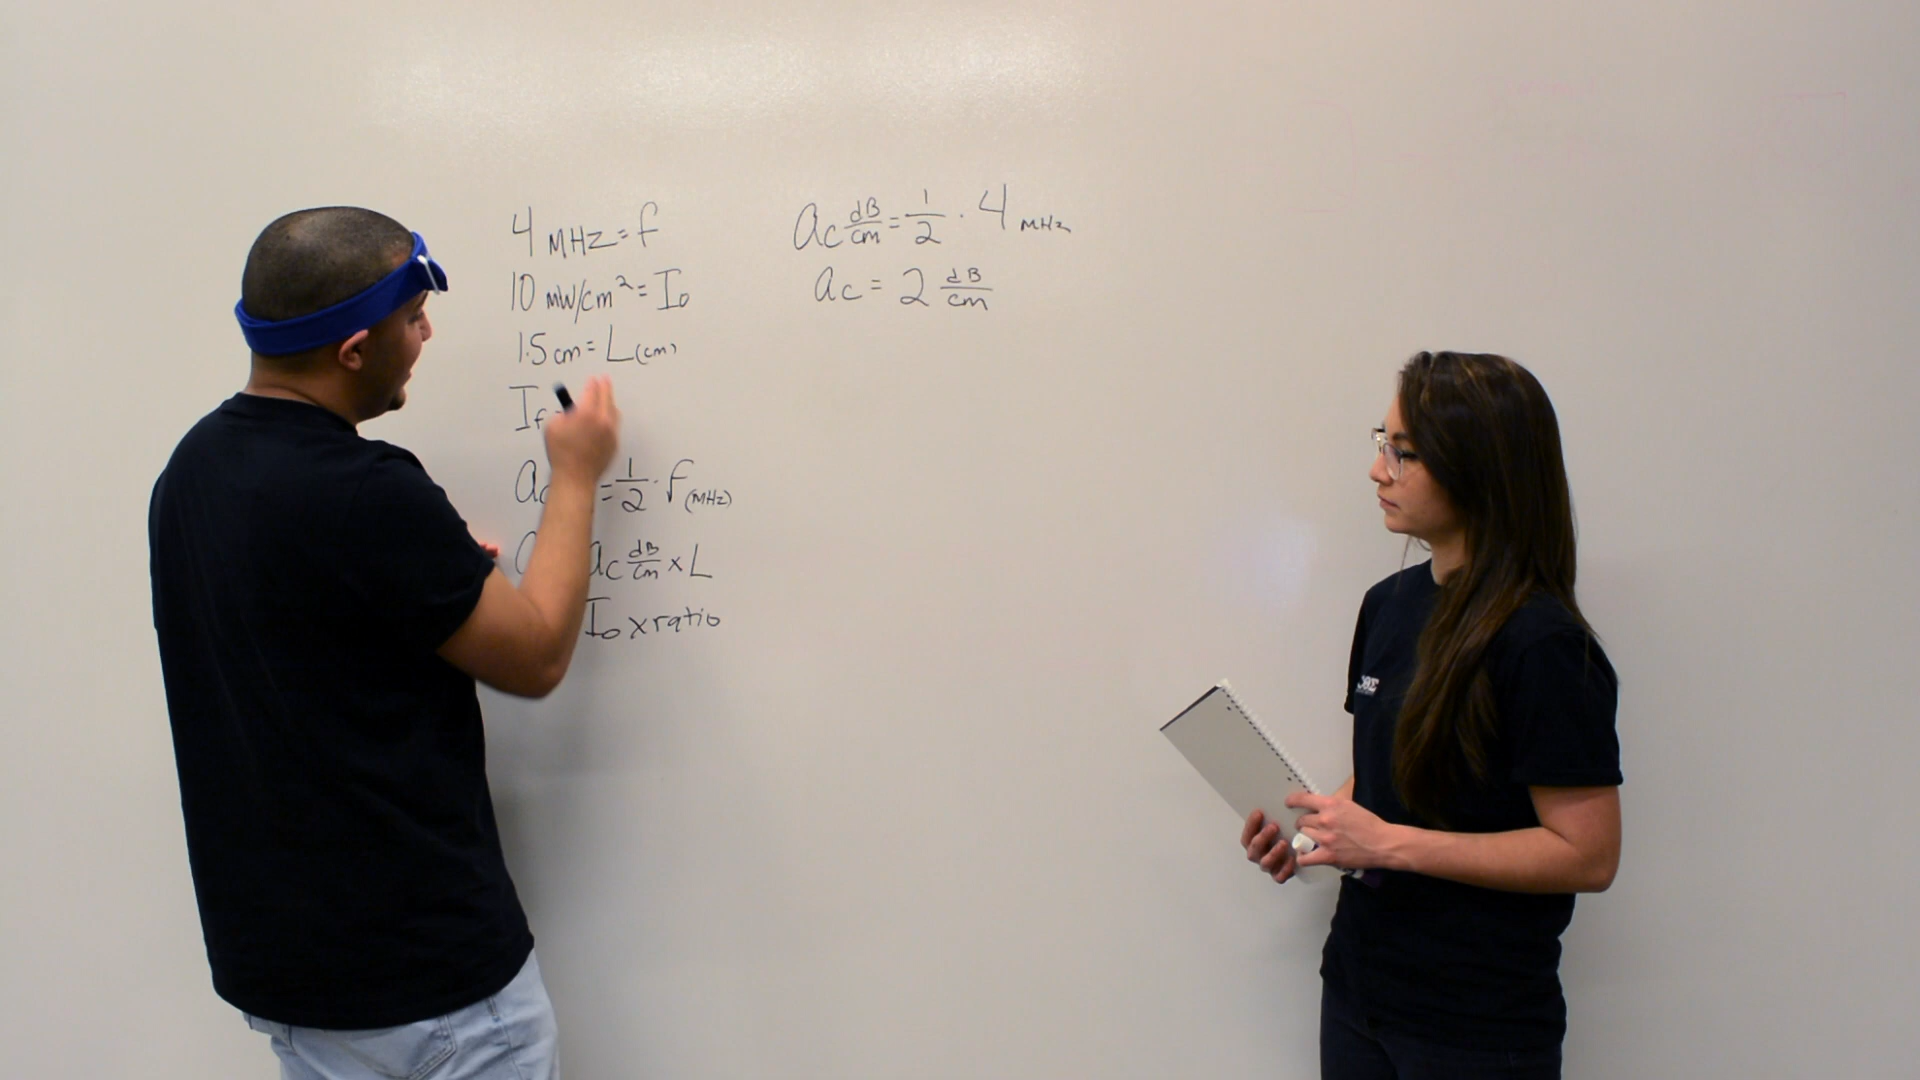 4 MHz = f
10 mW/cm² = I₀
1.5 cm = L (cm)
If
ac = 1/2 · f (MHz)
ac dB/cm x L
I₀ x ratio
ac dB/cm = 1/2 · 4 MHz
ac = 2 dB/cm